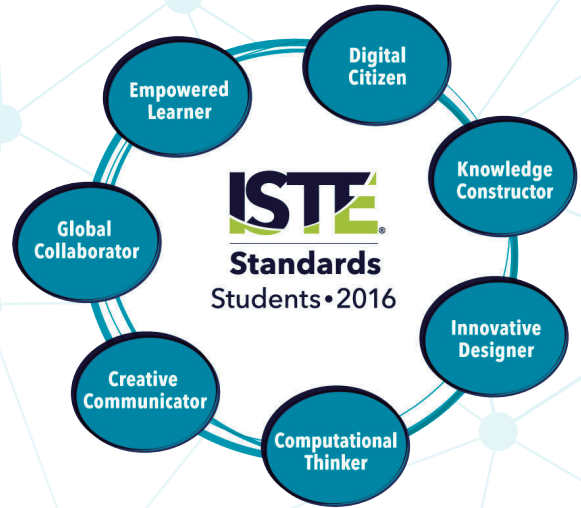 Digital
Citizen
Empowered
Learner
Knowledge
Constructor
ISTE®
Standards
Students•2016
Global
Collaborator
Innovative
Designer
Creative
Communicator
Computational
Thinker